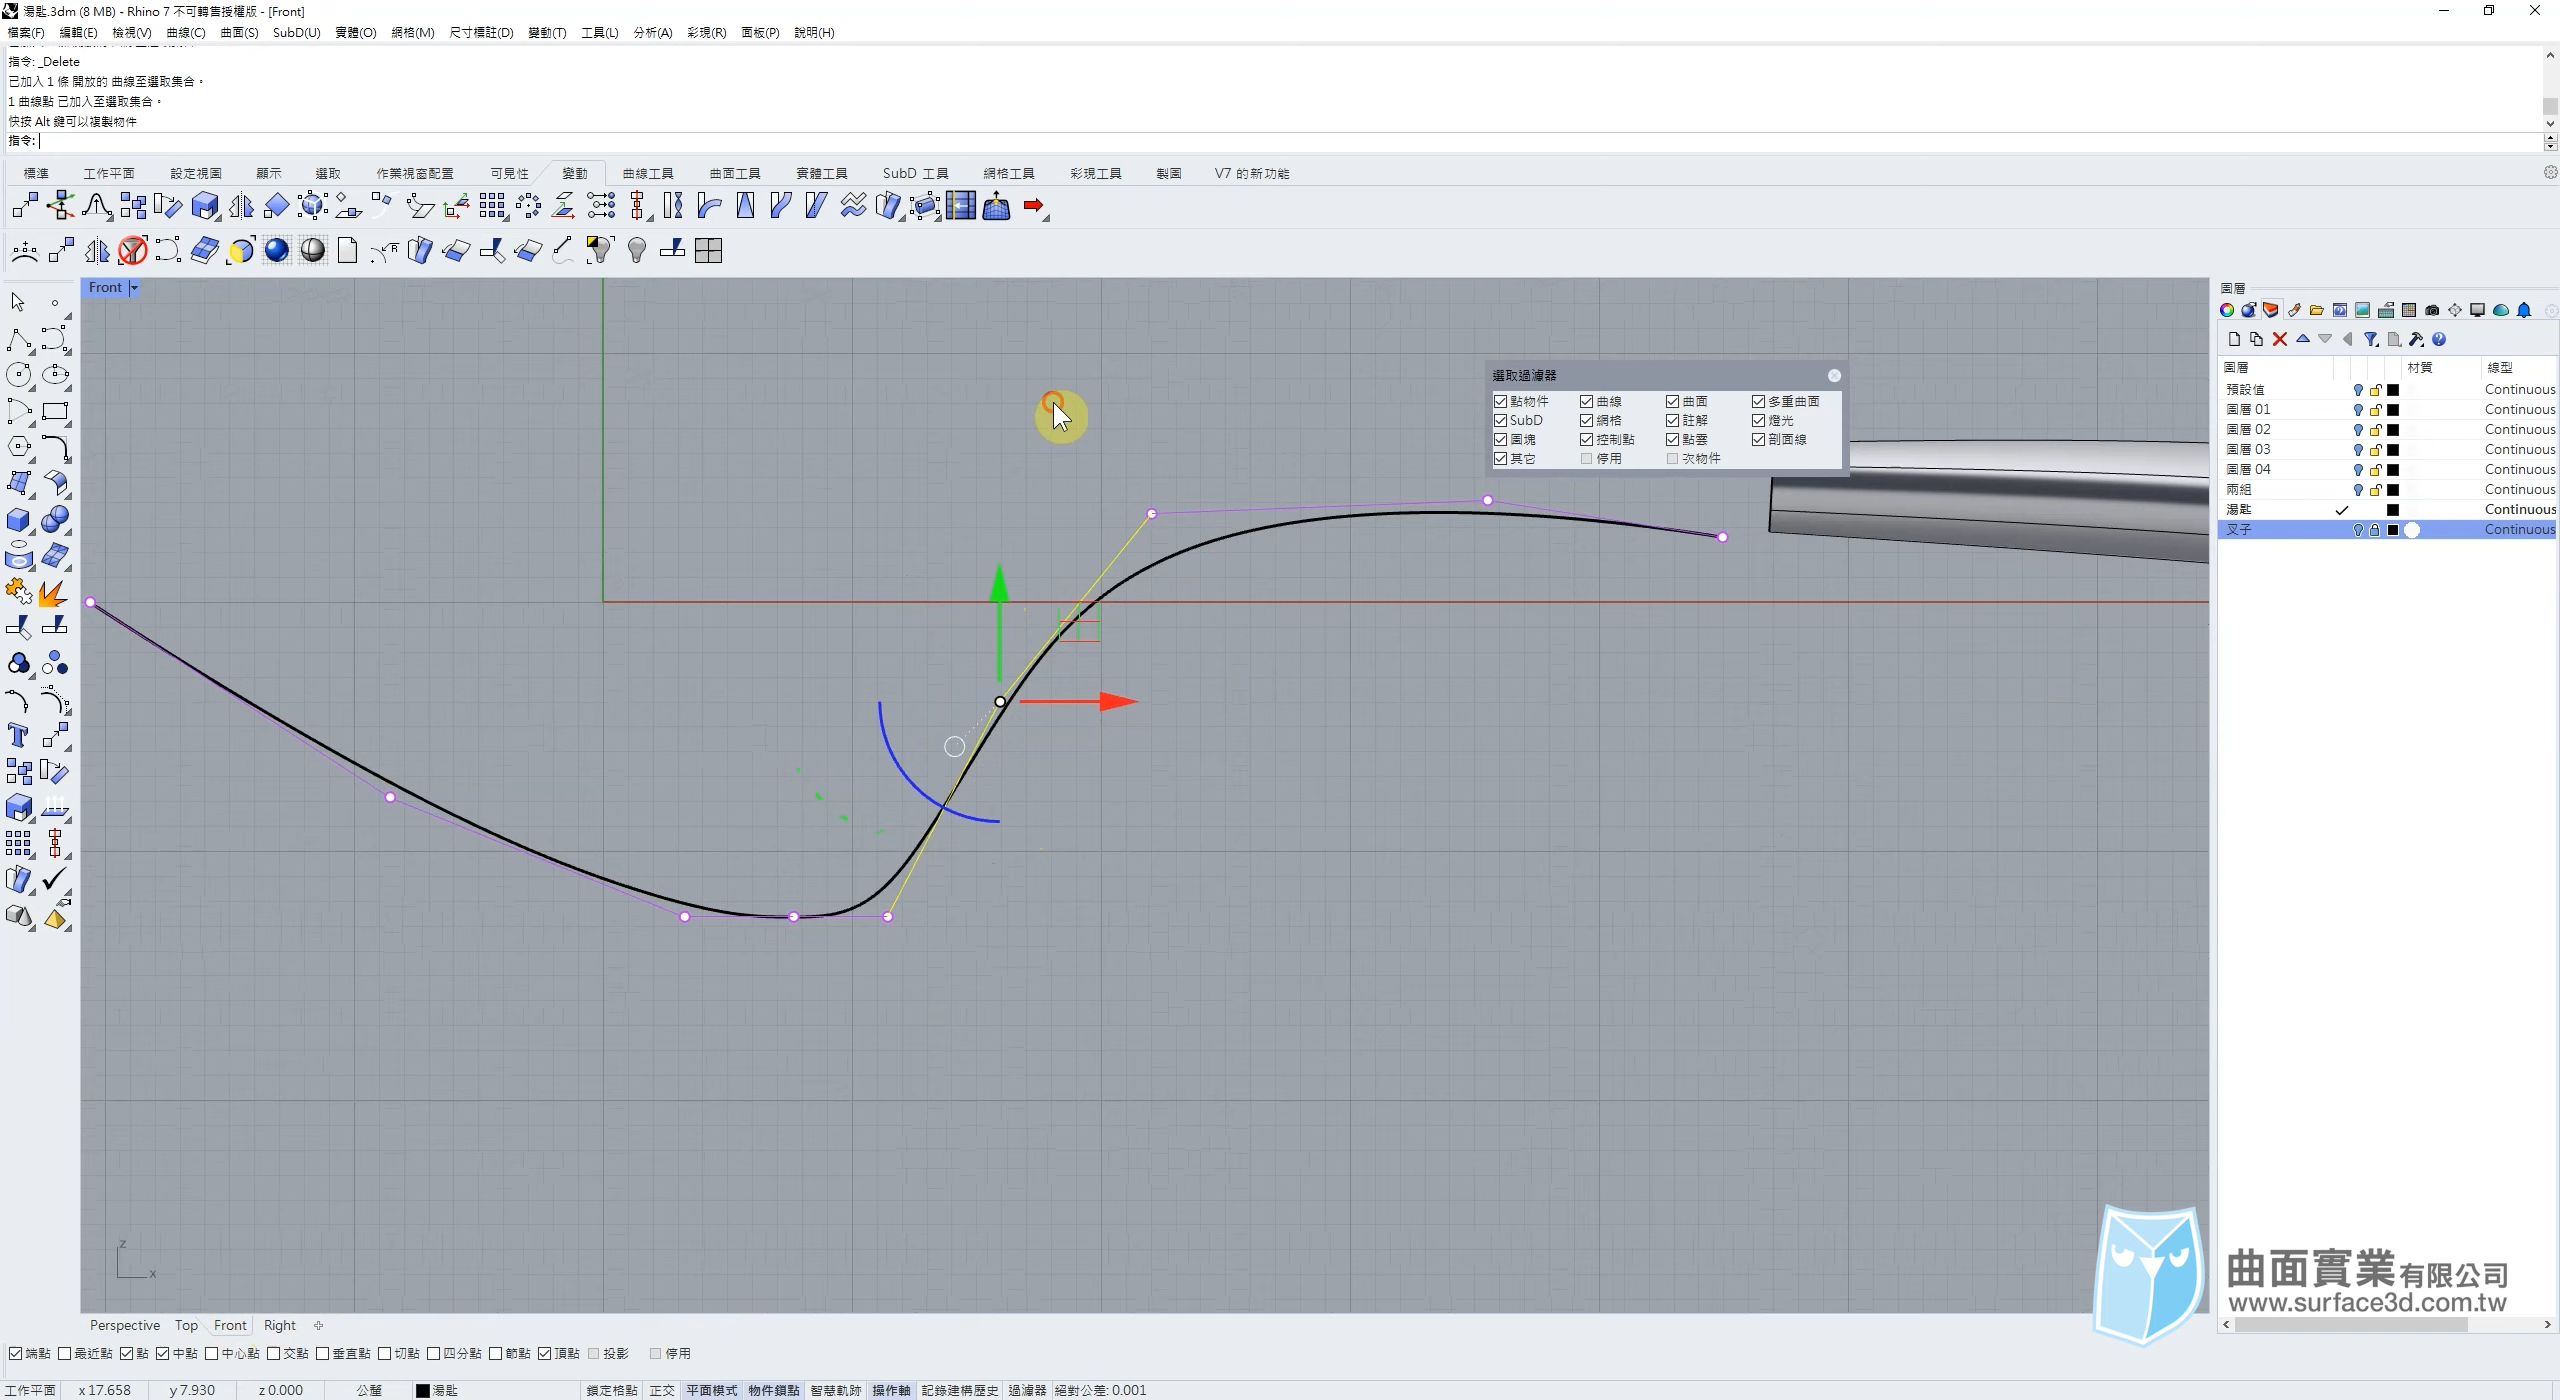 湯匙.3dm (8 MB) - Rhino 7 不可轉售授權版 - [Front]
檔案(F) 編輯(E) 檢視(V) 曲線(C) 曲面(S) SubD(U) 實體(O) 網格(M) 尺寸標註(D) 變動(T) 工具(L) 分析(A) 彩現(R) 面板(P) 說明(H)
指令: _Delete
已加入 1 條 開放的 曲線至選取集合。
1 曲線點 已加入至選取集合。
快按 Alt 鍵可以複製物件
指令:
標準 工作平面 設定視圖 顯示 選取 作業視窗配置 可見性 變動 曲線工具 曲面工具 實體工具 SubD 工具 網格工具 彩現工具 製圖 V7 的新功能
Front
圖層
選取過濾器
點物件 曲線 曲面 多重曲面
SubD 網格 註解 燈光
圖塊 控制點 點雲 剖面線
其它 停用 次物件
圖層 材質 線型
預設值 Continuous
圖層 01 Continuous
圖層 02 Continuous
圖層 03 Continuous
圖層 04 Continuous
兩組 Continuous
湯匙 Continuous
叉子 Continuous
z
x
曲面實業有限公司
www.surface3d.com.tw
Perspective Top Front Right
端點 最近點 點 中點 中心點 交點 垂直點 切點 四分點 節點 頂點 投影 停用
工作平面 x 17.658 y 7.930 z 0.000 公釐 湯匙 鎖定格點 正交 平面模式 物件鎖點 智慧軌跡 操作軸 記錄建構歷史 過濾器 絕對公差: 0.001